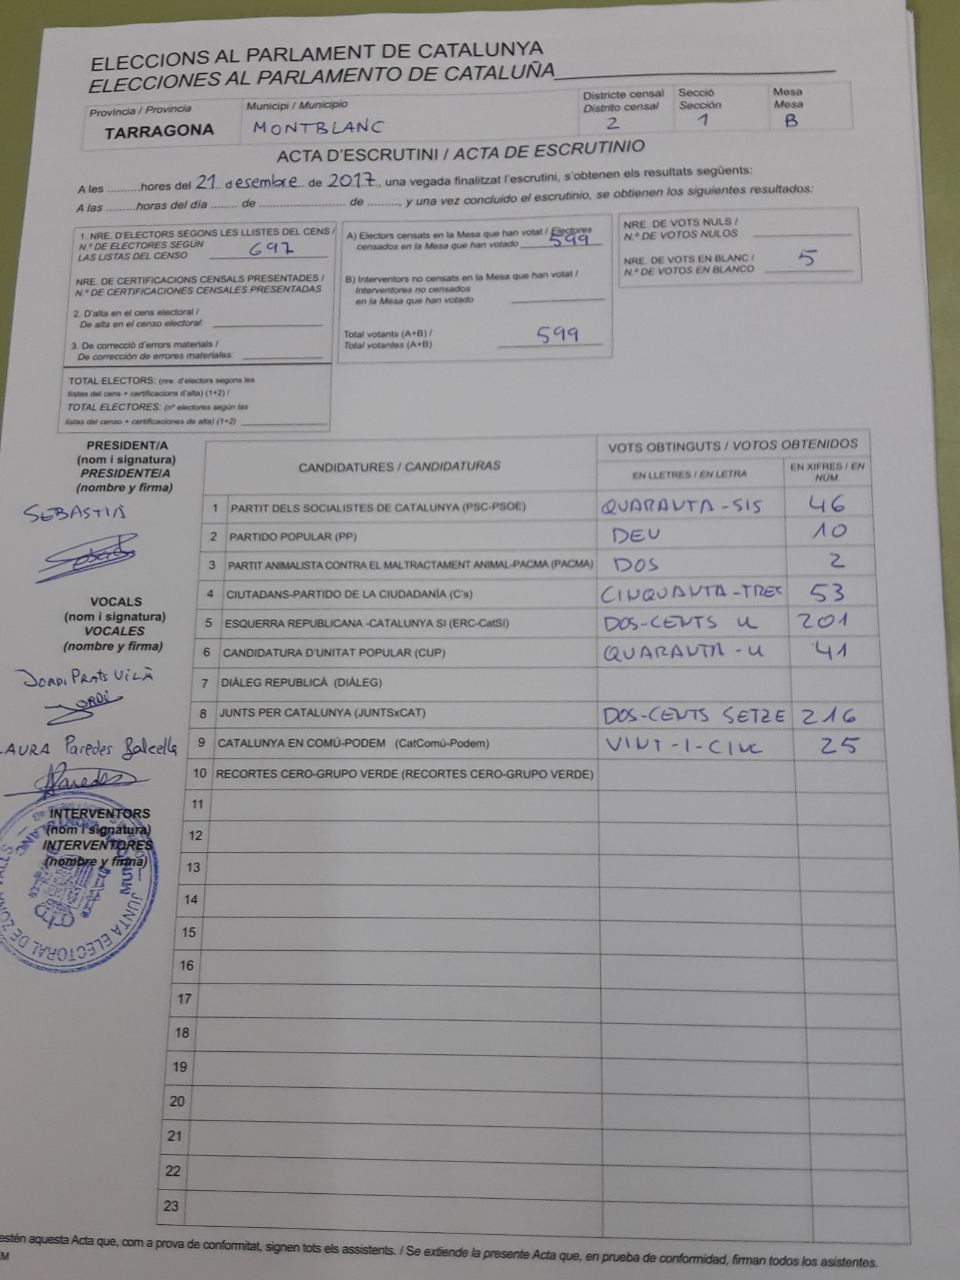 ELECCIONS AL PARLAMENT DE CATALUNYA
ELECCIONES AL PARLAMENTO DE CATALUÑA
Província / Provincia
TARRAGONA
Municipi / Municipio
MONTBLANC
Districte censal
Distrito censal
2
Secció
Sección
1
Mesa
Mesa
B
ACTA D'ESCRUTINI / ACTA DE ESCRUTINIO
A les ..........hores del 21 desembre de 2017, una vegada finalitzat l'escrutini, s'obtenen els resultats següents:
A las .........horas del día ........ de .......................... de ........., y una vez concluido el escrutinio, se obtienen los siguientes resultados:
1. NRE. D'ELECTORS SEGONS LES LLISTES DEL CENS /
N.º DE ELECTORES SEGÚN
LAS LISTAS DEL CENSO 697
NRE. DE CERTIFICACIONS CENSALS PRESENTADES /
N.º DE CERTIFICACIONES CENSALES PRESENTADAS
2. D'alta en el cens electoral /
De alta en el censo electoral:
3. De correcció d'errors materials /
De corrección de errores materiales:
TOTAL ELECTORS: (nre. d'electors segons les
llistes del cens + certificacions d'alta) (1+2) /
TOTAL ELECTORES: (nº electores según las
listas del censo + certificaciones de alta) (1+2)
A) Electors censats en la Mesa que han votat / Electores
censados en la Mesa que han votado 599
B) Interventors no censats en la Mesa que han votat /
Interventores no censados
en la Mesa que han votado
Total votants (A+B) /
Total votantes (A+B) 599
NRE. DE VOTS NULS /
N.º DE VOTOS NULOS
NRE. DE VOTS EN BLANC /
N.º DE VOTOS EN BLANCO 5
PRESIDENT/A
(nom i signatura)
PRESIDENTE/A
(nombre y firma)
SEBASTIÀ
VOCALS
(nom i signatura)
VOCALES
(nombre y firma)
JORDI PRATS VILÀ
JORDI
LAURA Paredes Balcells
Paredes
INTERVENTORS
(nom i signatura)
INTERVENTORES
(nombre y firma)
JUNTA ELECTORAL DE ZONA VALLS
CANDIDATURES / CANDIDATURAS
VOTS OBTINGUTS / VOTOS OBTENIDOS
EN LLETRES / EN LETRA
EN XIFRES / EN NÚM.
1 PARTIT DELS SOCIALISTES DE CATALUNYA (PSC-PSOE) QUARANTA-SIS 46
2 PARTIDO POPULAR (PP) DEU 10
3 PARTIT ANIMALISTA CONTRA EL MALTRACTAMENT ANIMAL-PACMA (PACMA) DOS 2
4 CIUTADANS-PARTIDO DE LA CIUDADANÍA (C's) CINQUANTA-TRES 53
5 ESQUERRA REPUBLICANA -CATALUNYA SI (ERC-CatSí) DOS-CENTS U 201
6 CANDIDATURA D'UNITAT POPULAR (CUP) QUARANTA-U 41
7 DIÀLEG REPUBLICÀ (DIÀLEG)
8 JUNTS PER CATALUNYA (JUNTSxCAT) DOS-CENTS SETZE 216
9 CATALUNYA EN COMÚ-PODEM (CatComú-Podem) VINT-I-CINC 25
10 RECORTES CERO-GRUPO VERDE (RECORTES CERO-GRUPO VERDE)
11
12
13
14
15
16
17
18
19
20
21
22
23
estén aquesta Acta que, com a prova de conformitat, signen tots els assistents. / Se extiende la presente Acta que, en prueba de conformidad, firman todos los asistentes.